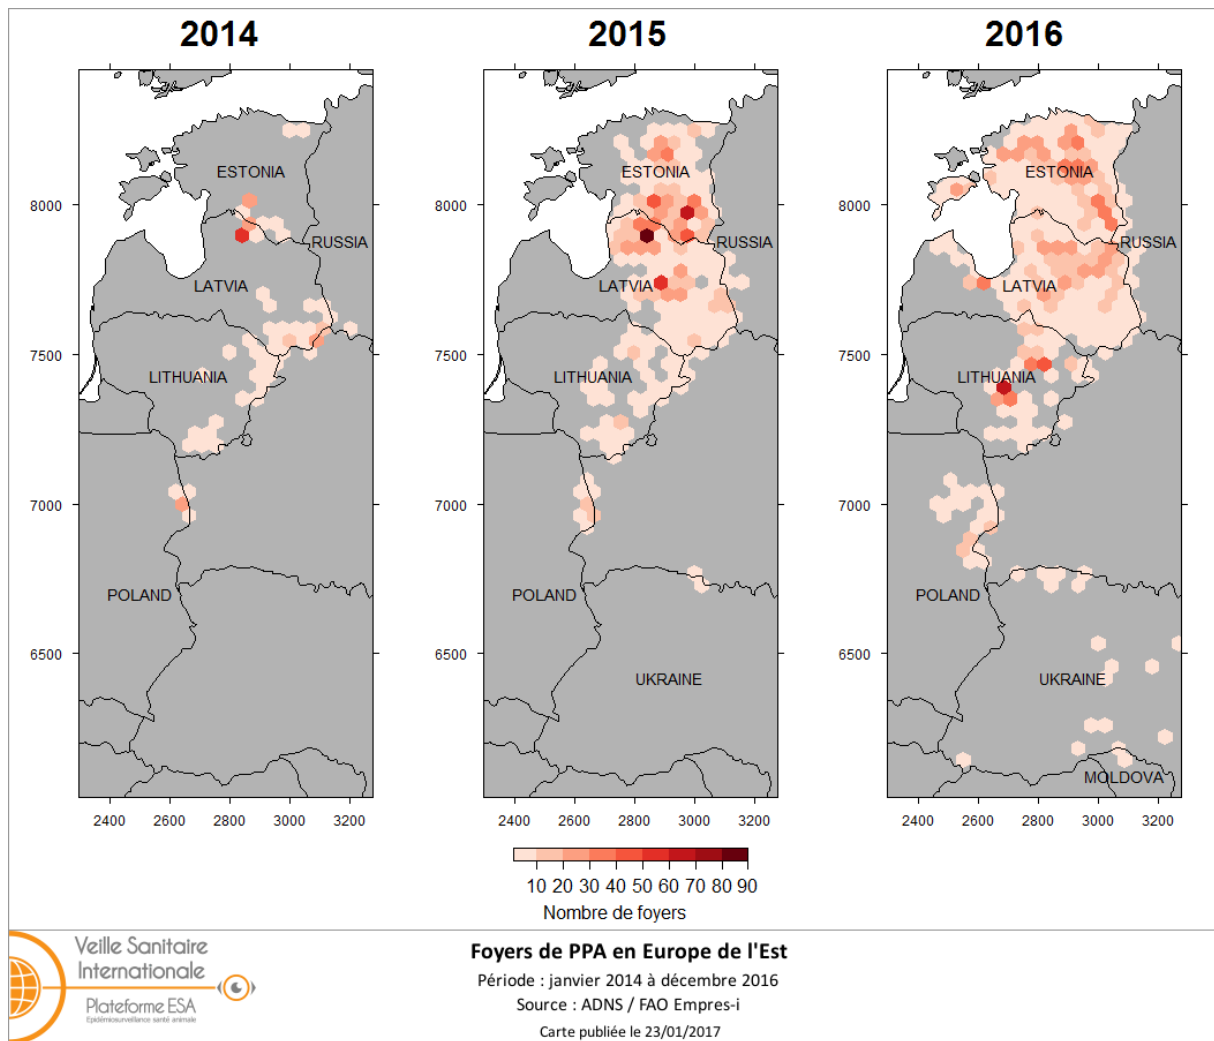 2014
2015
2016
ESTONIA
RUSSIA
LATVIA
LITHUANIA
POLAND
8000
7500
7000
6500
2400 2600 2800 3000 3200
ESTONIA
RUSSIA
LATVIA
LITHUANIA
POLAND
UKRAINE
8000
7500
7000
6500
2400 2600 2800 3000 3200
ESTONIA
RUSSIA
LATVIA
LITHUANIA
POLAND
UKRAINE
MOLDOVA
8000
7500
7000
6500
2400 2600 2800 3000 3200
10 20 30 40 50 60 70 80 90
Nombre de foyers
Veille Sanitaire
Internationale
Plateforme ESA
Epidémiosurveillance santé animale
Foyers de PPA en Europe de l'Est
Période : janvier 2014 à décembre 2016
Source : ADNS / FAO Empres-i
Carte publiée le 23/01/2017